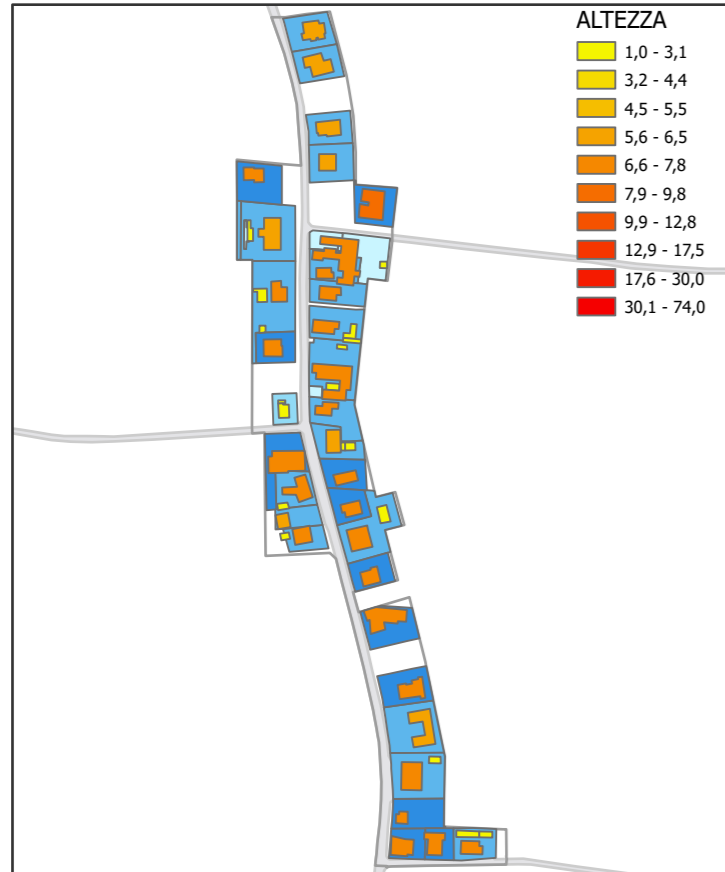 ALTEZZA
1,0 - 3,1
3,2 - 4,4
4,5 - 5,5
5,6 - 6,5
6,6 - 7,8
7,9 - 9,8
9,9 - 12,8
12,9 - 17,5
17,6 - 30,0
30,1 - 74,0